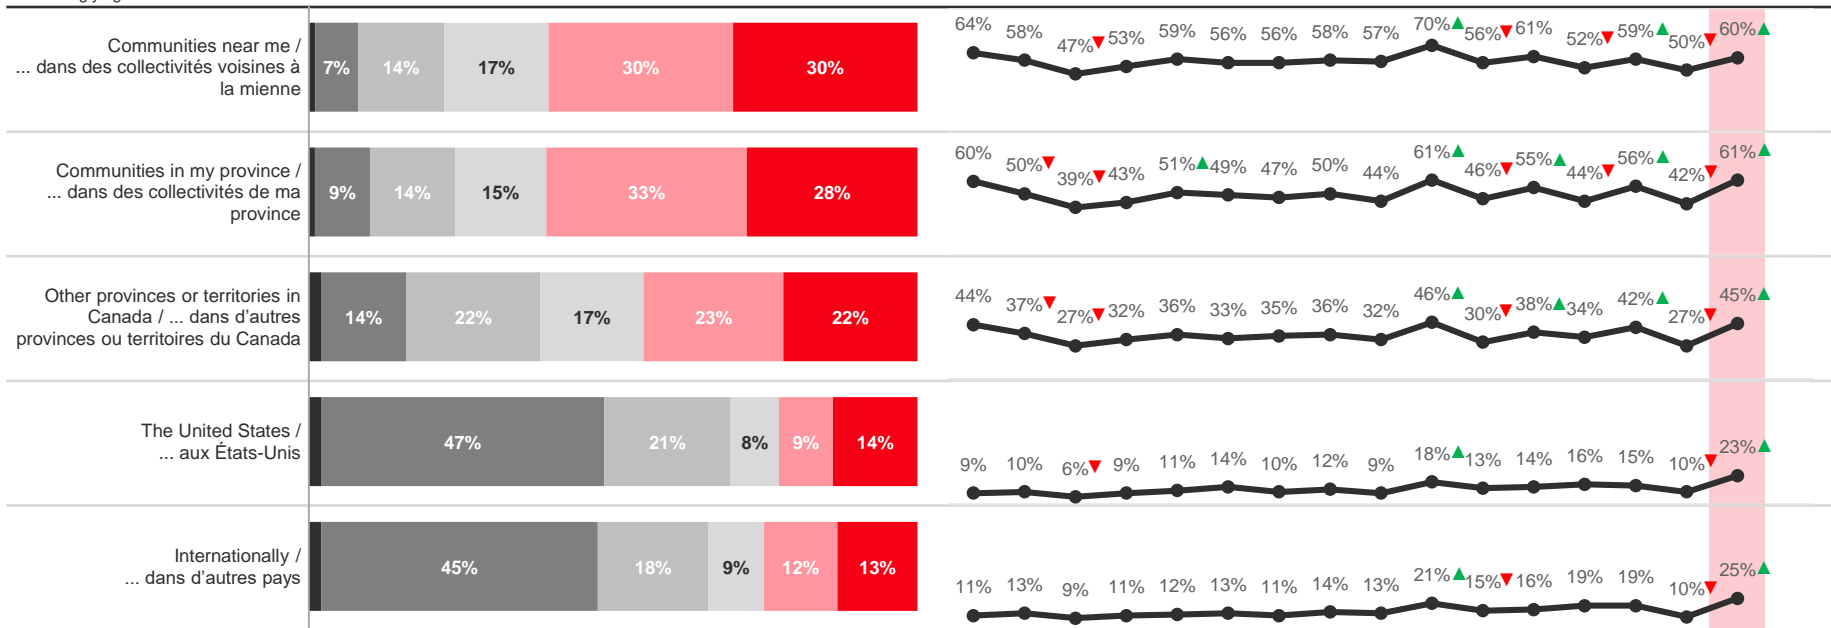 Communities near me /
... dans des collectivités voisines à
la mienne
7% 14% 17% 30% 30%
64% 58% 47% 53% 59% 56% 56% 58% 57% 70% 56% 61% 52% 59% 50% 60%
Communities in my province /
... dans des collectivités de ma
province
9% 14% 15% 33% 28%
60% 50% 39% 43% 51% 49% 47% 50% 44% 61% 46% 55% 44% 56% 42% 61%
Other provinces or territories in
Canada / ... dans d'autres
provinces ou territoires du Canada
14% 22% 17% 23% 22%
44% 37% 27% 32% 36% 33% 35% 36% 32% 46% 30% 38% 34% 42% 27% 45%
The United States /
... aux États-Unis
47% 21% 8% 9% 14%
9% 10% 6% 9% 11% 14% 10% 12% 9% 18% 13% 14% 16% 15% 10% 23%
Internationally /
... dans d'autres pays
45% 18% 9% 12% 13%
11% 13% 9% 11% 12% 13% 11% 14% 13% 21% 15% 16% 19% 19% 10% 25%